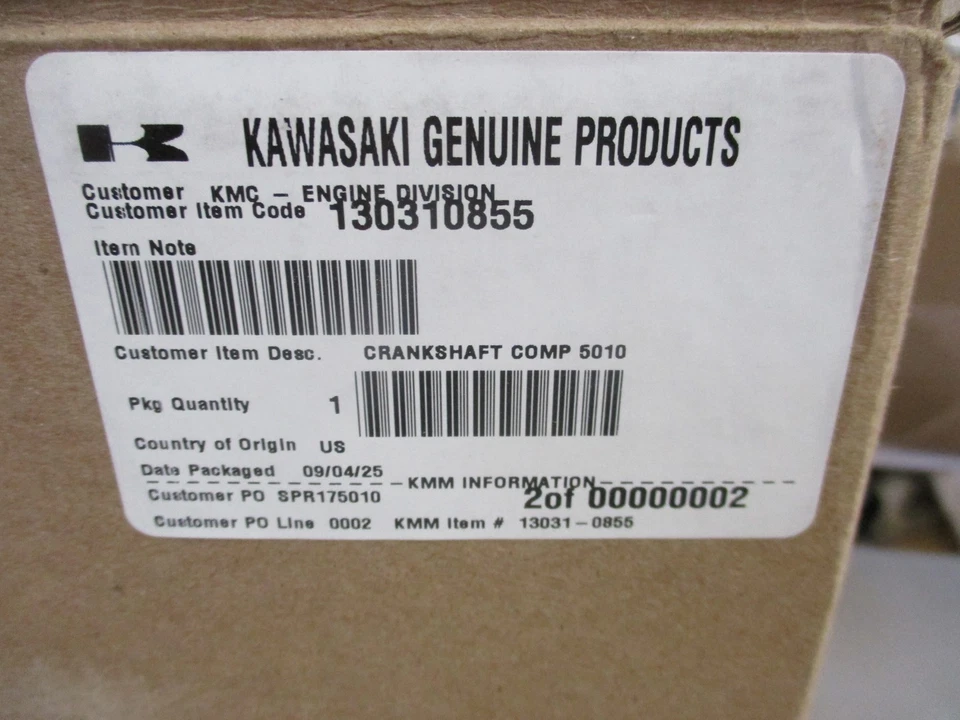 KAWASAKI GENUINE PRODUCTS
Customer KMC - ENGINE DIVISION
Customer Item Code 130310855
Item Note
Customer Item Desc. CRANKSHAFT COMP 5010
Pkg Quantity 1
Country of Origin US
Date Packaged 09/04/25
KMM INFORMATION
Customer PO SPR175010 2of 00000002
Customer PO Line 0002 KMM Item # 13031-0855